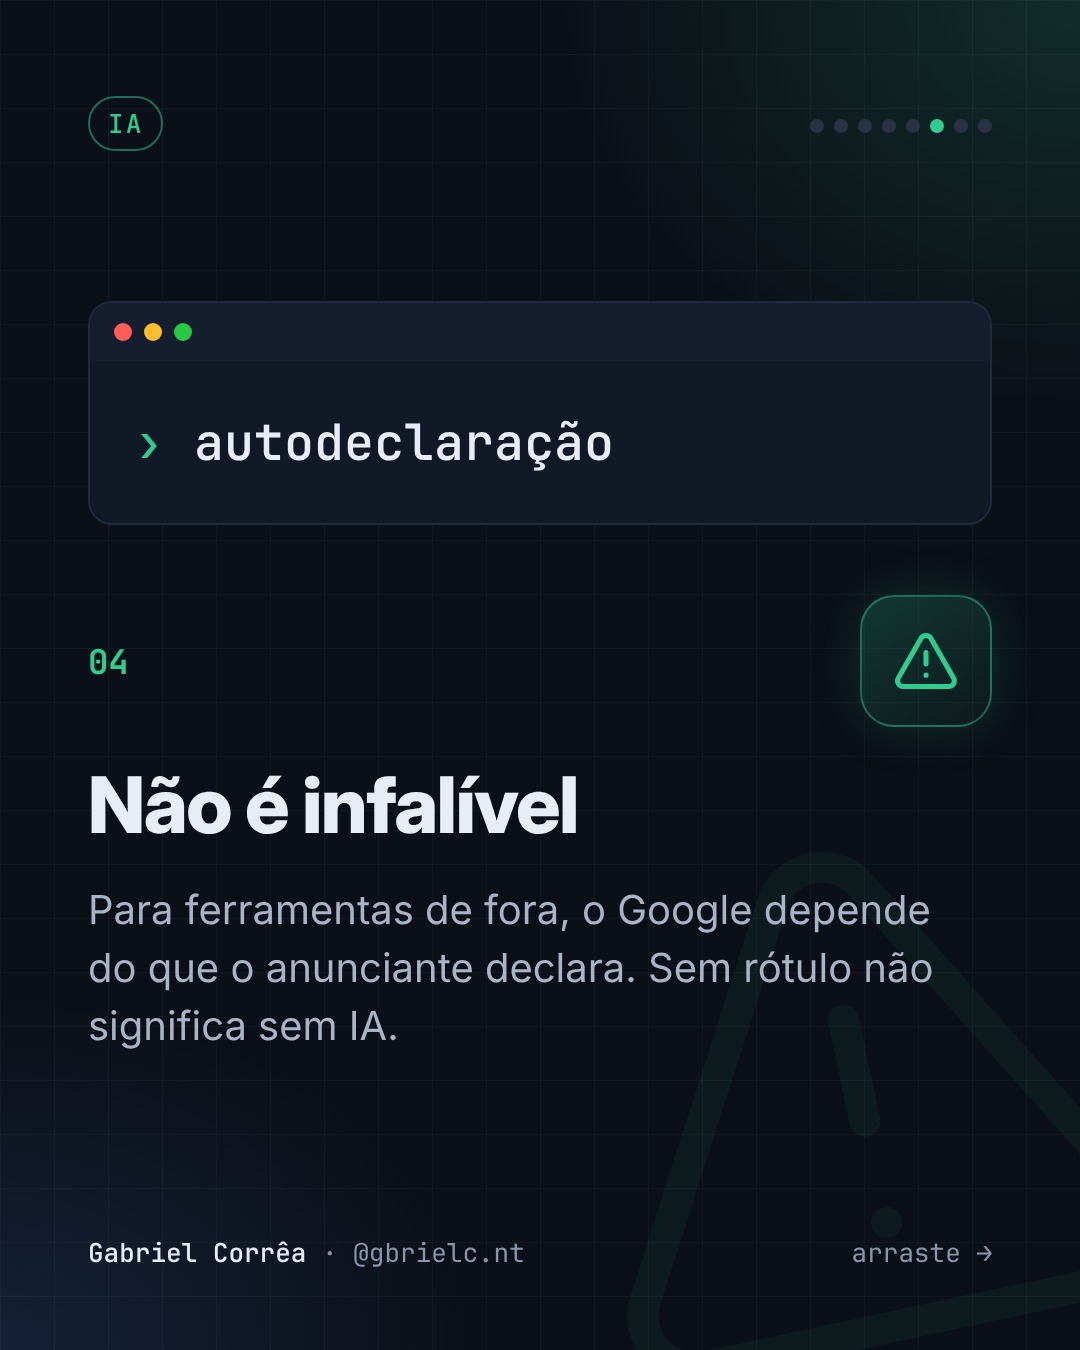 IA
› autodeclaração
04
Não é infalível
Para ferramentas de fora, o Google depende
do que o anunciante declara. Sem rótulo não
significa sem IA.
Gabriel Corrêa · @gbrielc.nt
arraste →